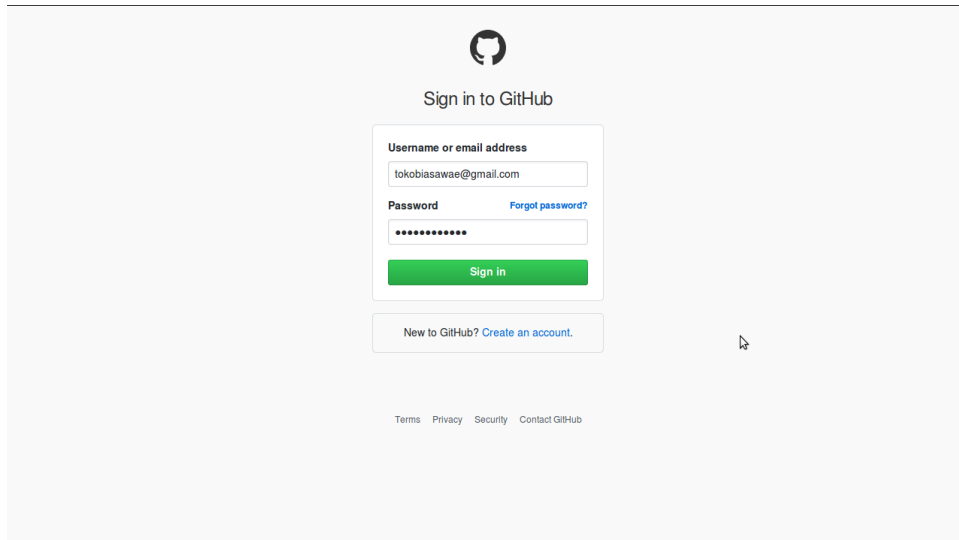 Sign in to GitHub
Username or email address
tokobiasawae@gmail.com
Password Forgot password?
●●●●●●●●●●●●
Sign in
New to GitHub? Create an account.
Terms Privacy Security Contact GitHub